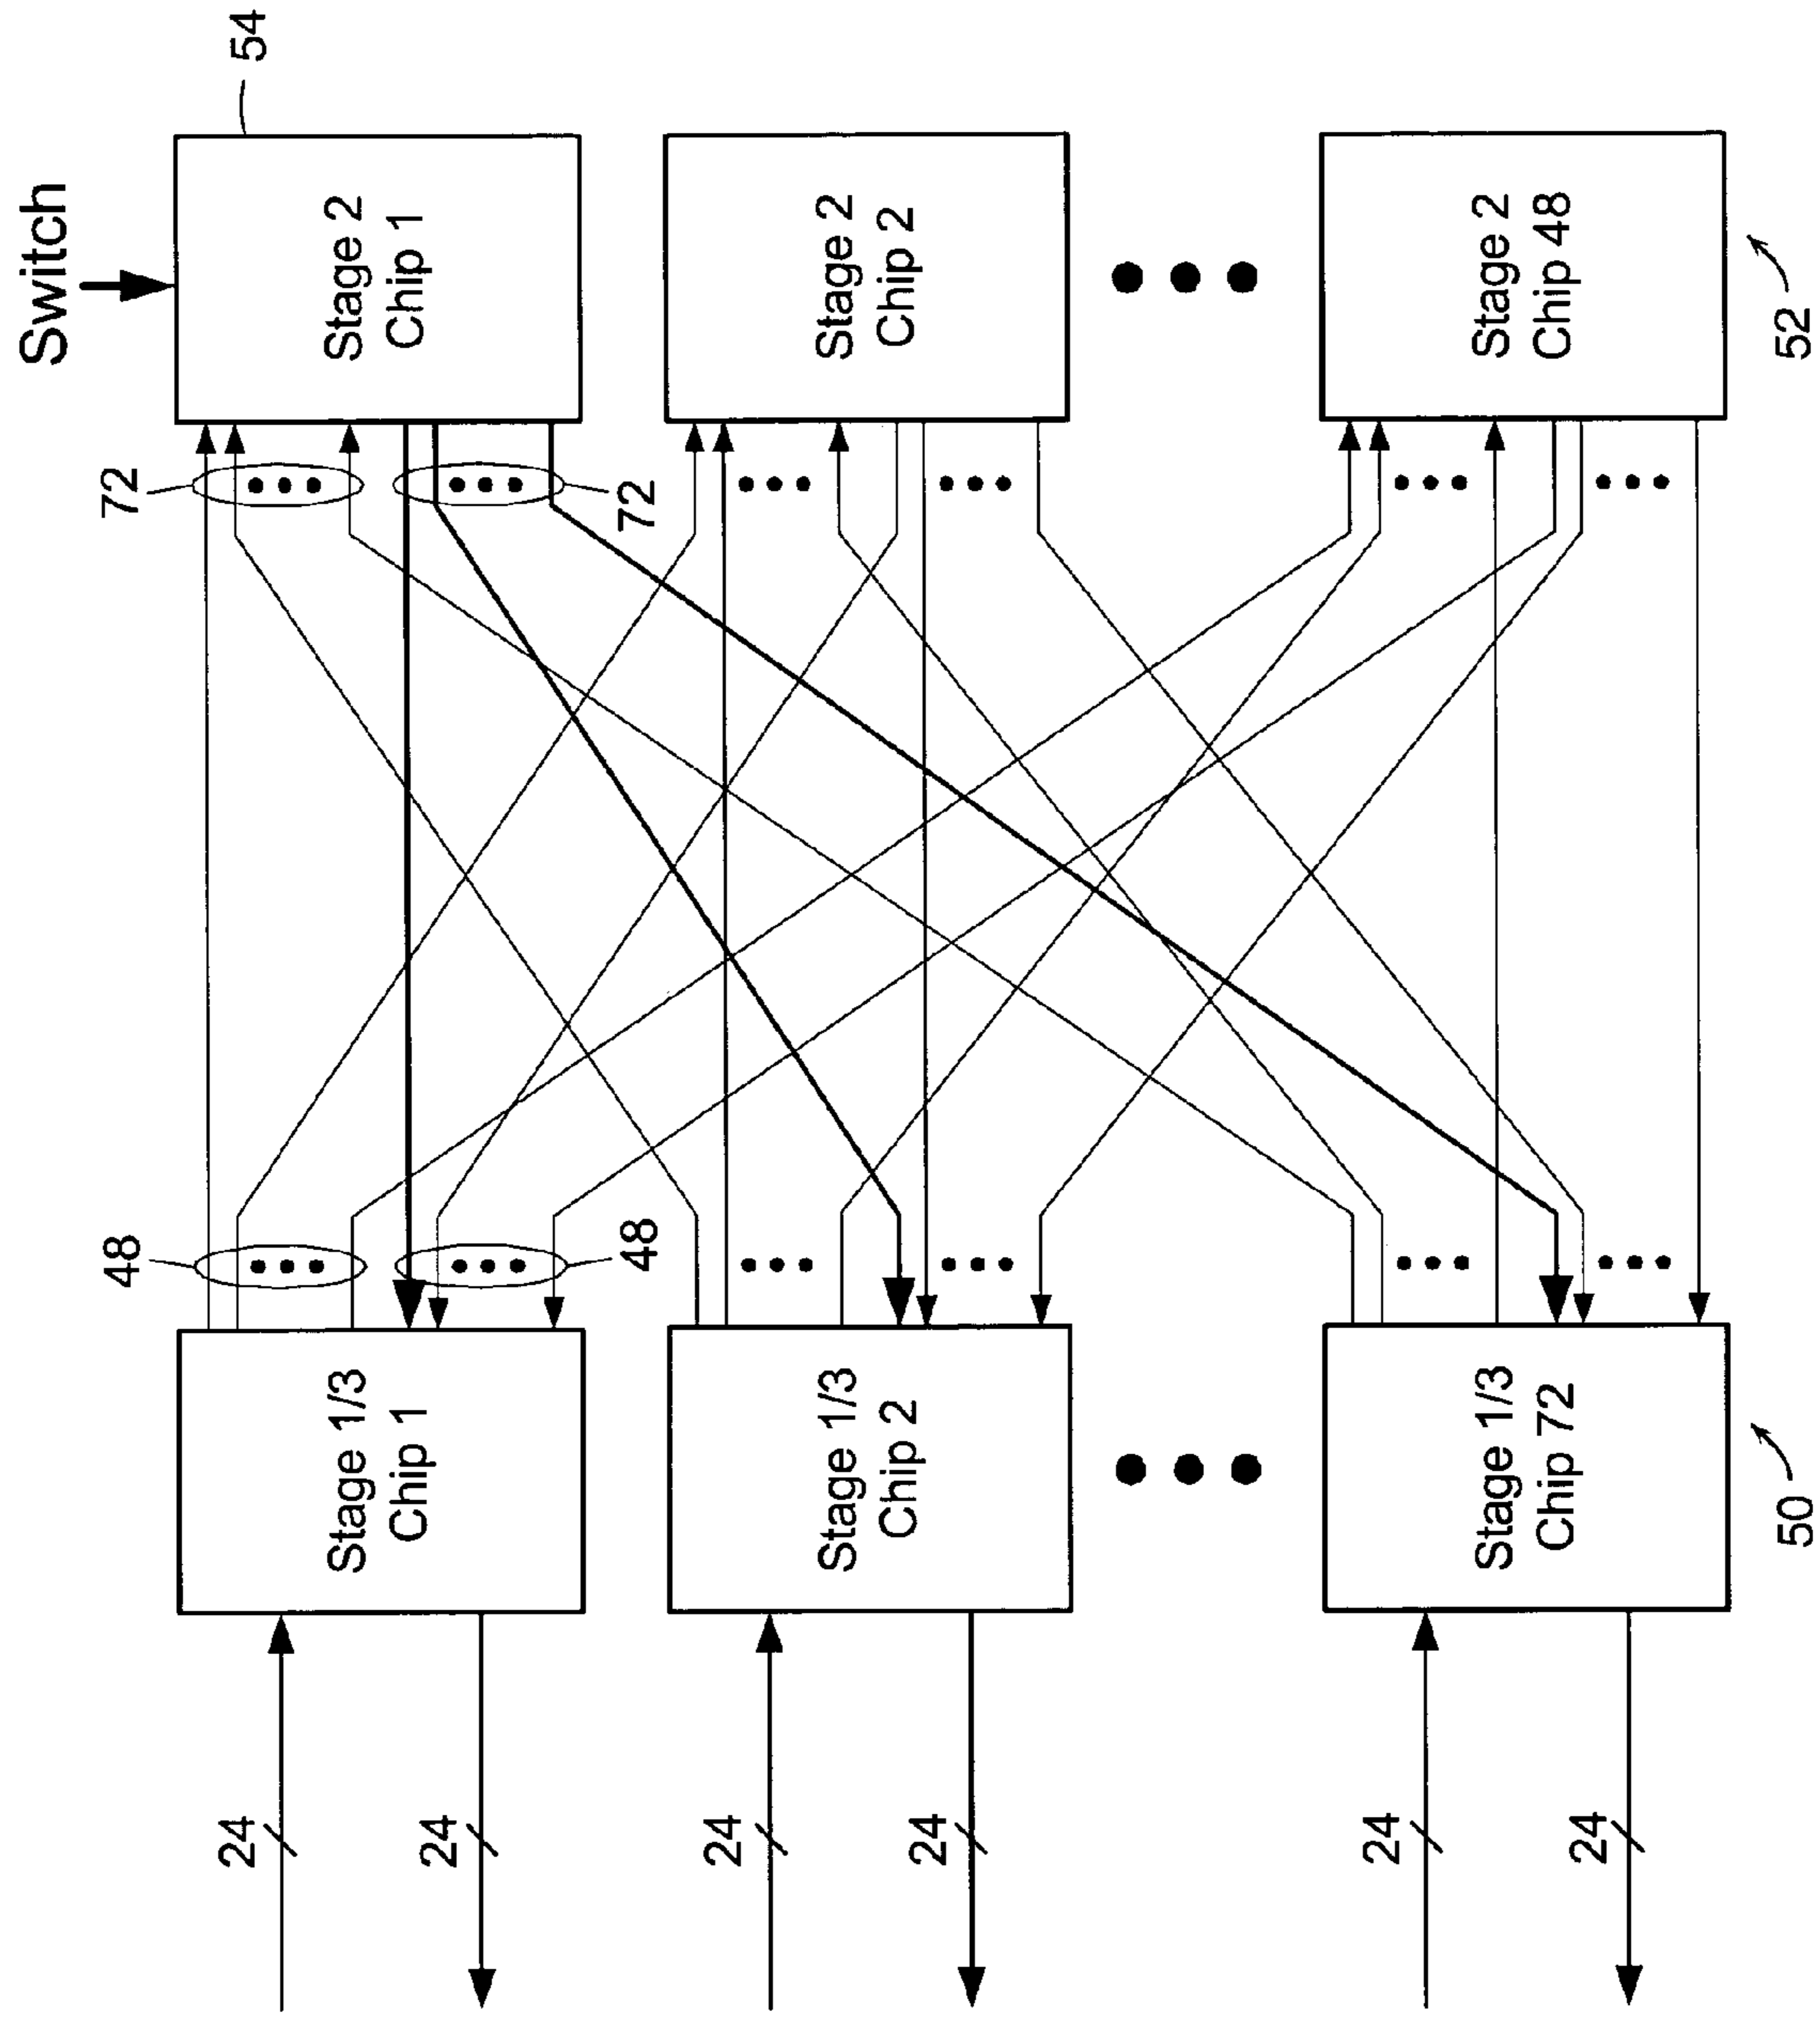 Switch
54
Stage 2
Chip 1
Stage 2
Chip 2
Stage 2
Chip 48
52
72
72
48
48
Stage 1/3
Chip 1
Stage 1/3
Chip 2
Stage 1/3
Chip 72
50
24
24
24
24
24
24